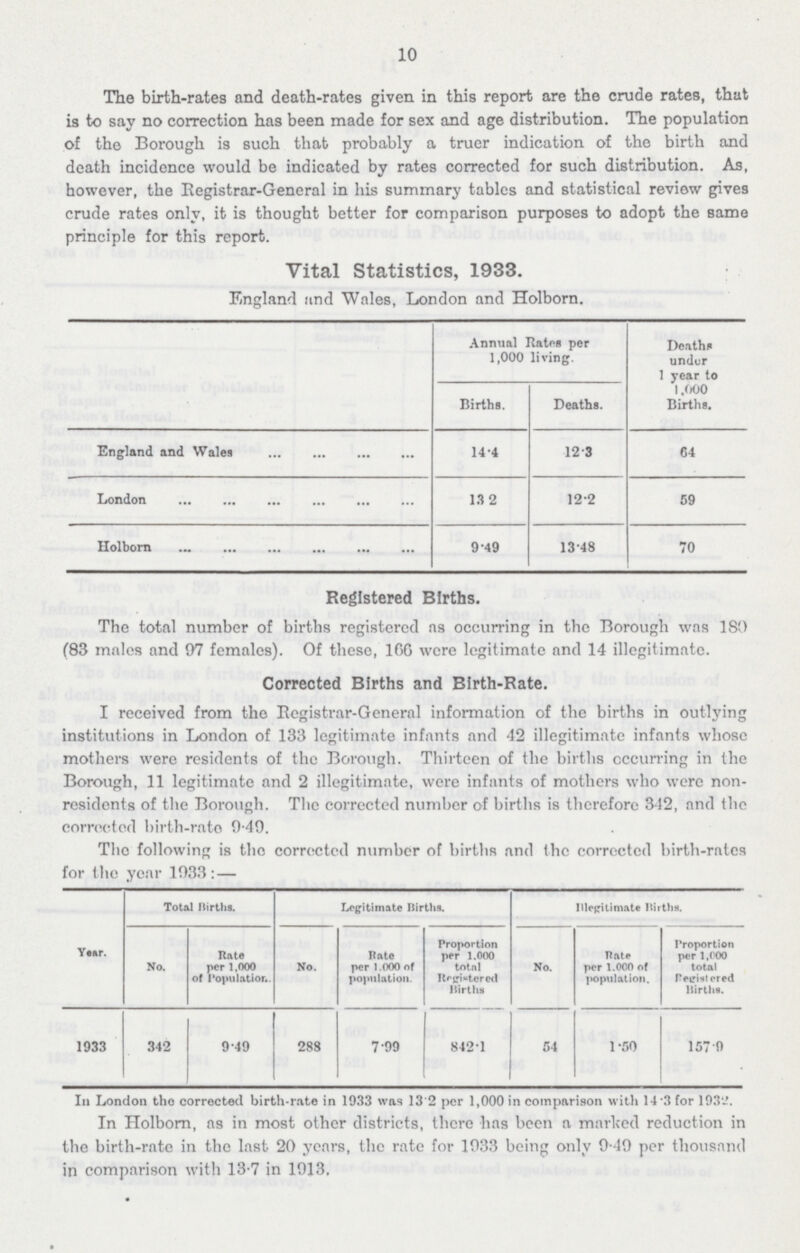 10
The birth-rates and death-rates given in this report are the crude rates, that
is to say no correction has been made for sex and age distribution. The population
of the Borough is such that probably a truer indication of the birth and
death incidence would be indicated by rates corrected for such distribution. As,
however, the Registrar-General in his summary tables and statistical review gives
crude rates only, it is thought better for comparison purposes to adopt the same
principle for this report.
Vital Statistics, 1933.
England and Wales, London and Holborn.
Annual Rates per 1,000 living.
Deaths under 1 year to 1,000 Births.
Births. Deaths.
England and Wales ... ... ... ... 14·4 12·3 64
London ... ... ... ... ... ... 13 2 12·2 59
Holborn ... ... ... ... ... ... 9·49 13·48 70
Registered Births.
The total number of births registered as occurring in the Borough was 180
(83 males and 97 females). Of these, 166 were legitimate and 14 illegitimate.
Corrected Births and Birth-Rate.
I received from the Registrar-General information of the births in outlying
institutions in London of 133 legitimate infants and 42 illegitimate infants whose
mothers were residents of the Borough. Thirteen of the births occurring in the
Borough, 11 legitimate and 2 illegitimate, were infants of mothers who were non-
residents of the Borough. The corrected number of births is therefore 342, and the
corrected birth-rate 9·49.
The following is the corrected number of births and the corrected birth-rates
for the year 1933:—
Year. Total Births. Legitimate Births. Illegitimate Births.
No. Rate per 1,000 of Population. No. Rate per 1,000 of population. Proportion per 1,000 total Registered Births No. Rate per 1,000 of population. Proportion per 1,000 total Registered Births.
1933 342 9·49 288 7·99 842·1 54 1·50 157·9
In London the corrected birth-rate in 1933 was 13 2 per 1,000 in comparison with 14·3 for 1932.
In Holborn, as in most other districts, there has been a marked reduction in
the birth-rate in the last 20 years, the rate for 1933 being only 9·49 per thousand
in comparison with 13·7 in 1913.